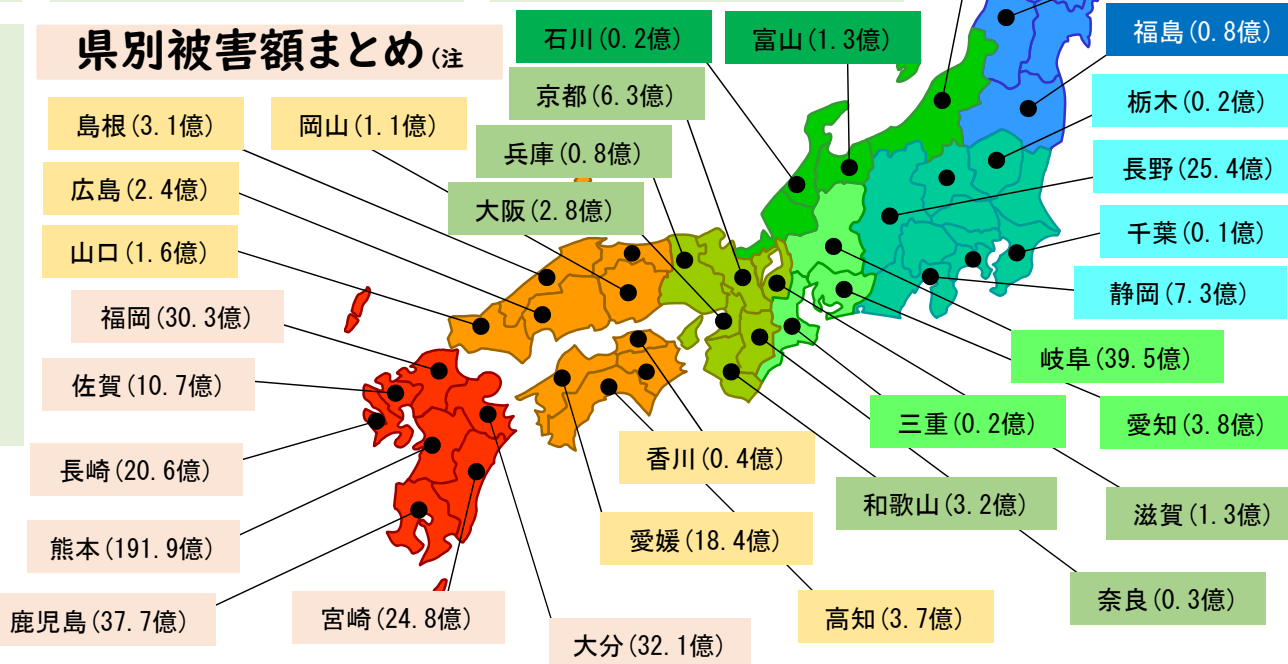 県別被害額まとめ(注
石川(0.2億)
富山(1.3億)
福島(0.8億)
京都(6.3億)
栃木(0.2億)
島根(3.1億)
岡山(1.1億)
兵庫(0.8億)
長野(25.4億)
広島(2.4億)
大阪(2.8億)
千葉(0.1億)
山口(1.6億)
静岡(7.3億)
福岡(30.3億)
岐阜(39.5億)
佐賀(10.7億)
三重(0.2億)
愛知(3.8億)
長崎(20.6億)
香川(0.4億)
和歌山(3.2億)
滋賀(1.3億)
熊本(191.9億)
愛媛(18.4億)
奈良(0.3億)
鹿児島(37.7億)
宮崎(24.8億)
高知(3.7億)
大分(32.1億)